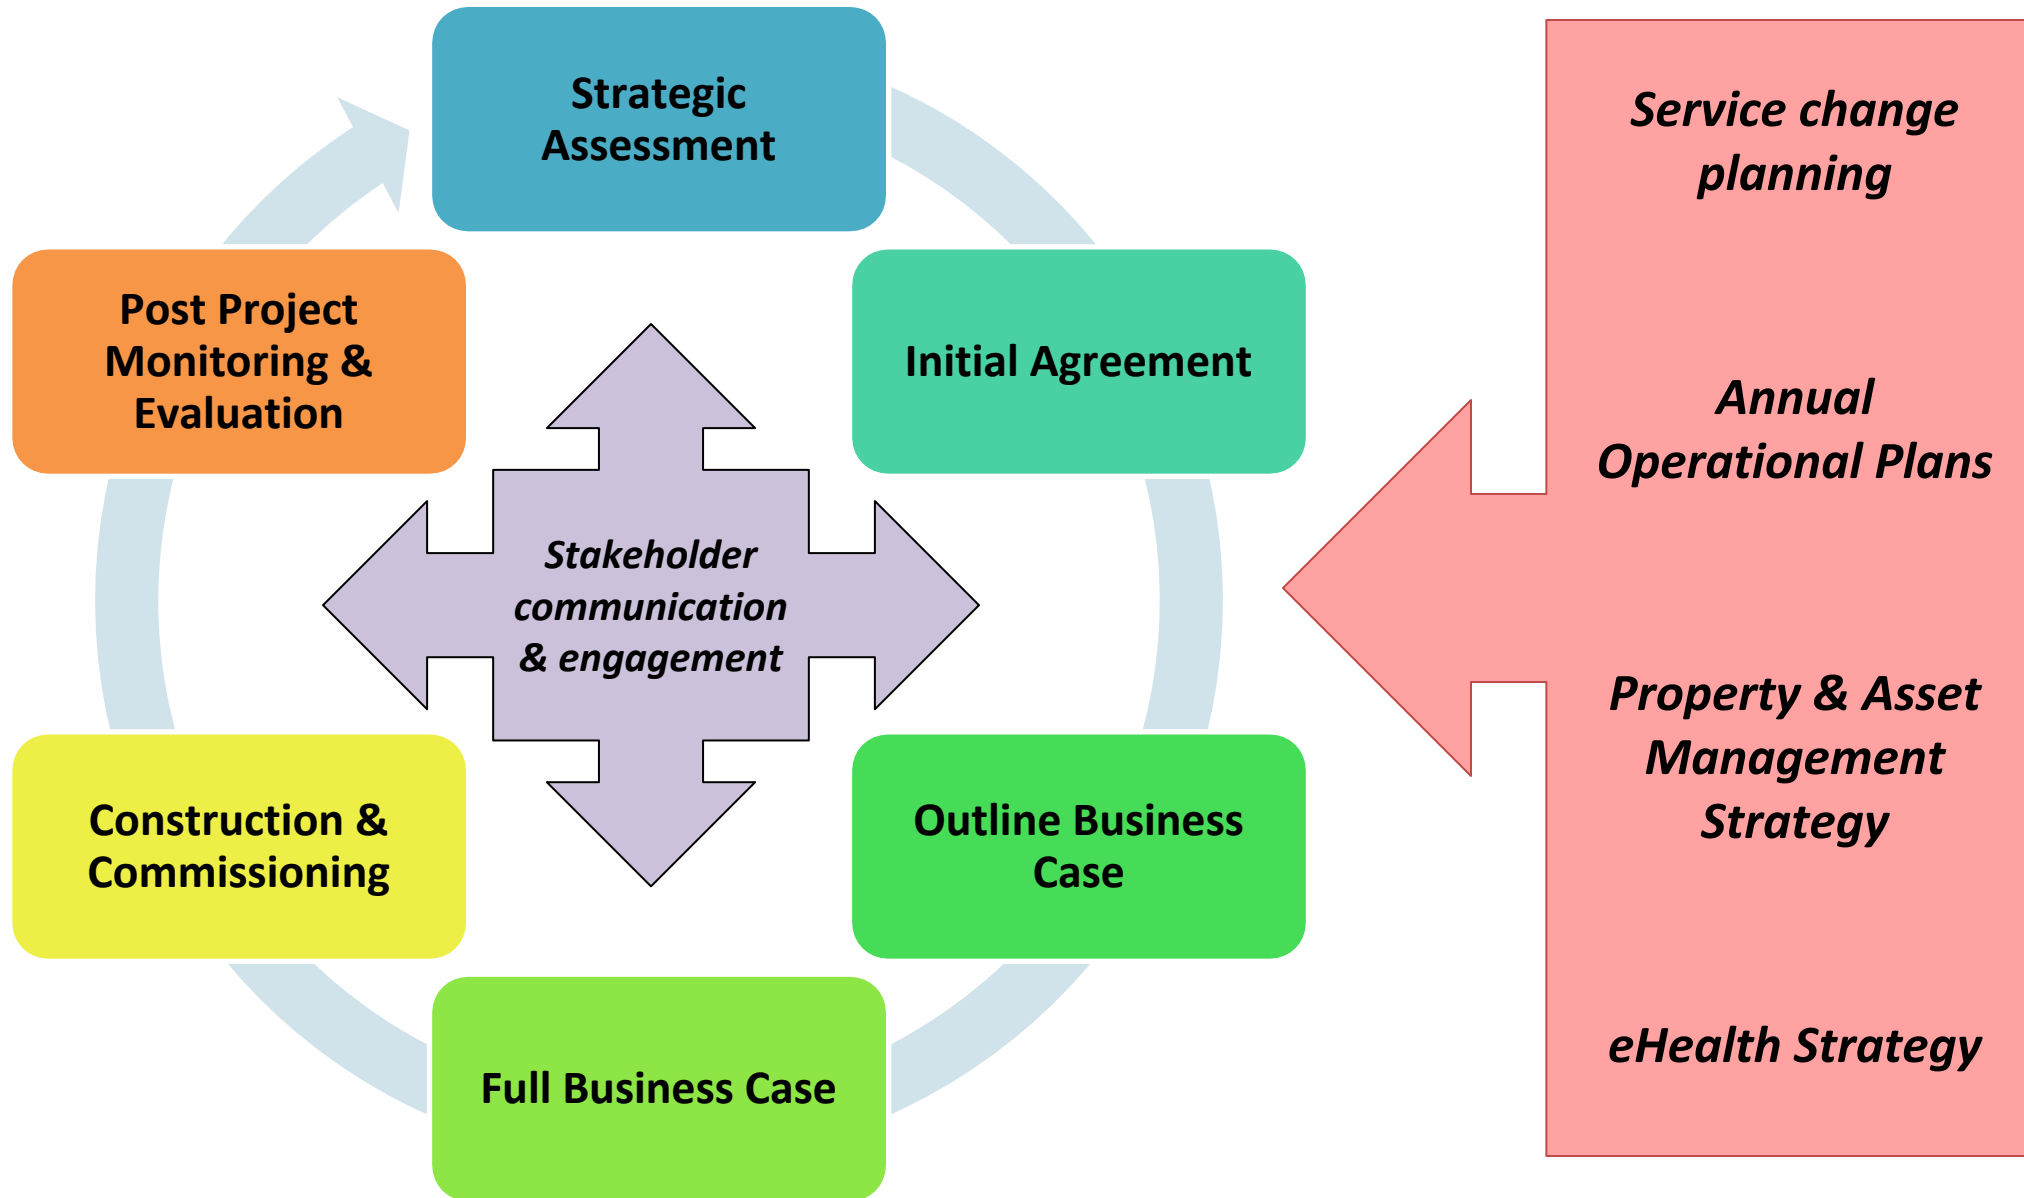 Strategic
Assessment
Initial Agreement
Outline Business
Case
Full Business Case
Construction &
Commissioning
Post Project
Monitoring &
Evaluation
Stakeholder
communication
& engagement
Service change
planning
Annual
Operational Plans
Property & Asset
Management
Strategy
eHealth Strategy